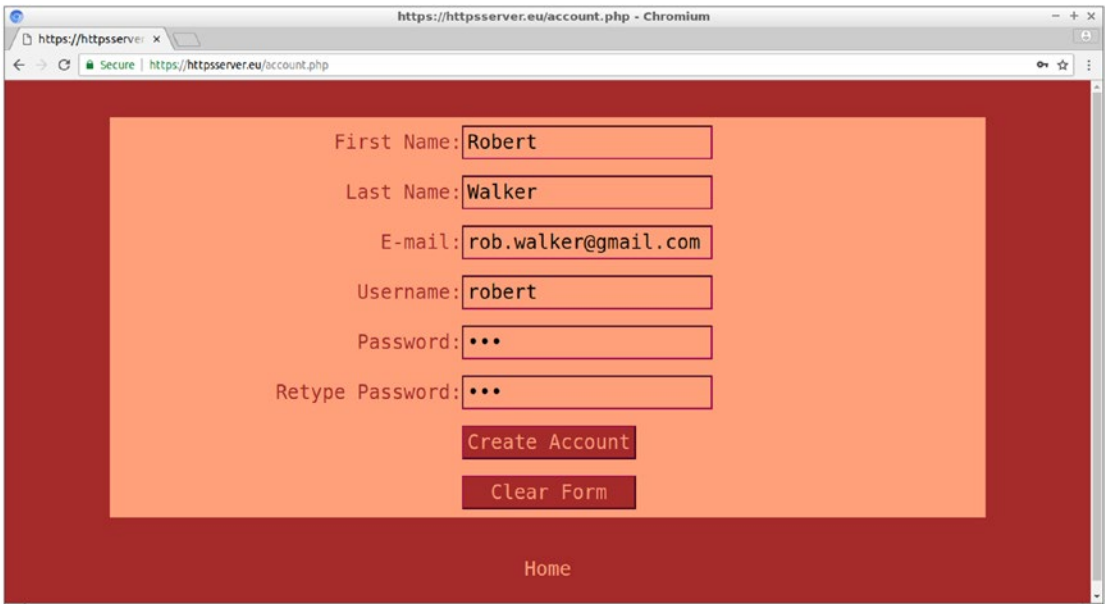 https://httpsserver.eu/account.php - Chromium
https://httpsserver
Secure | https://httpsserver.eu/account.php
First Name: Robert
Last Name: Walker
E-mail: rob.walker@gmail.com
Username: robert
Password: •••
Retype Password: •••
Create Account
Clear Form
Home